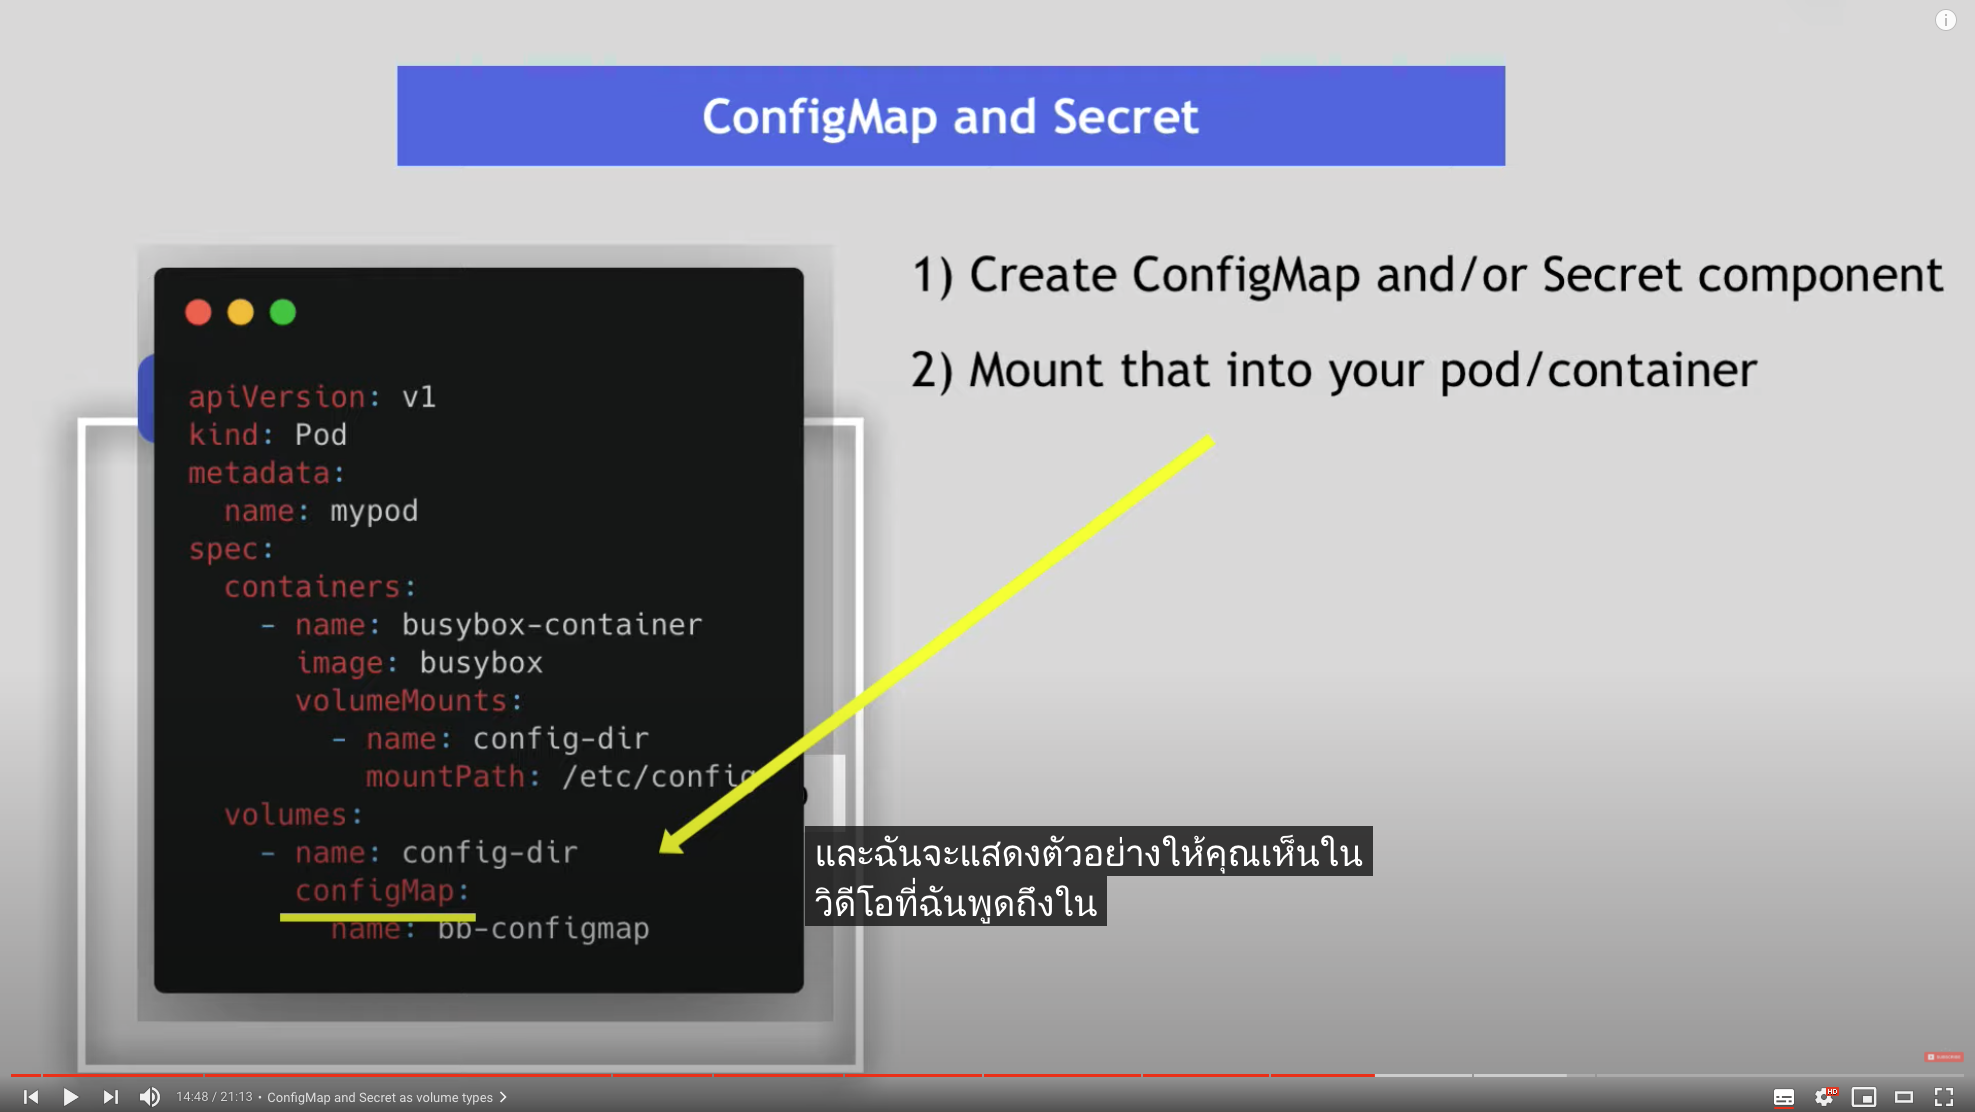 ConfigMap and Secret
1) Create ConfigMap and/or Secret component
2) Mount that into your pod/container
apiVersion: v1
kind: Pod
metadata:
  name: mypod
spec:
  containers:
    - name: busybox-container
      image: busybox
      volumeMounts:
        - name: config-dir
          mountPath: /etc/config
  volumes:
    - name: config-dir
      configMap:
        name: bb-configmap
และฉันจะแสดงตัวอย่างให้คุณเห็นใน
วิดีโอที่ฉันพูดถึงใน
14:48 / 21:13 • ConfigMap and Secret as volume types
HD